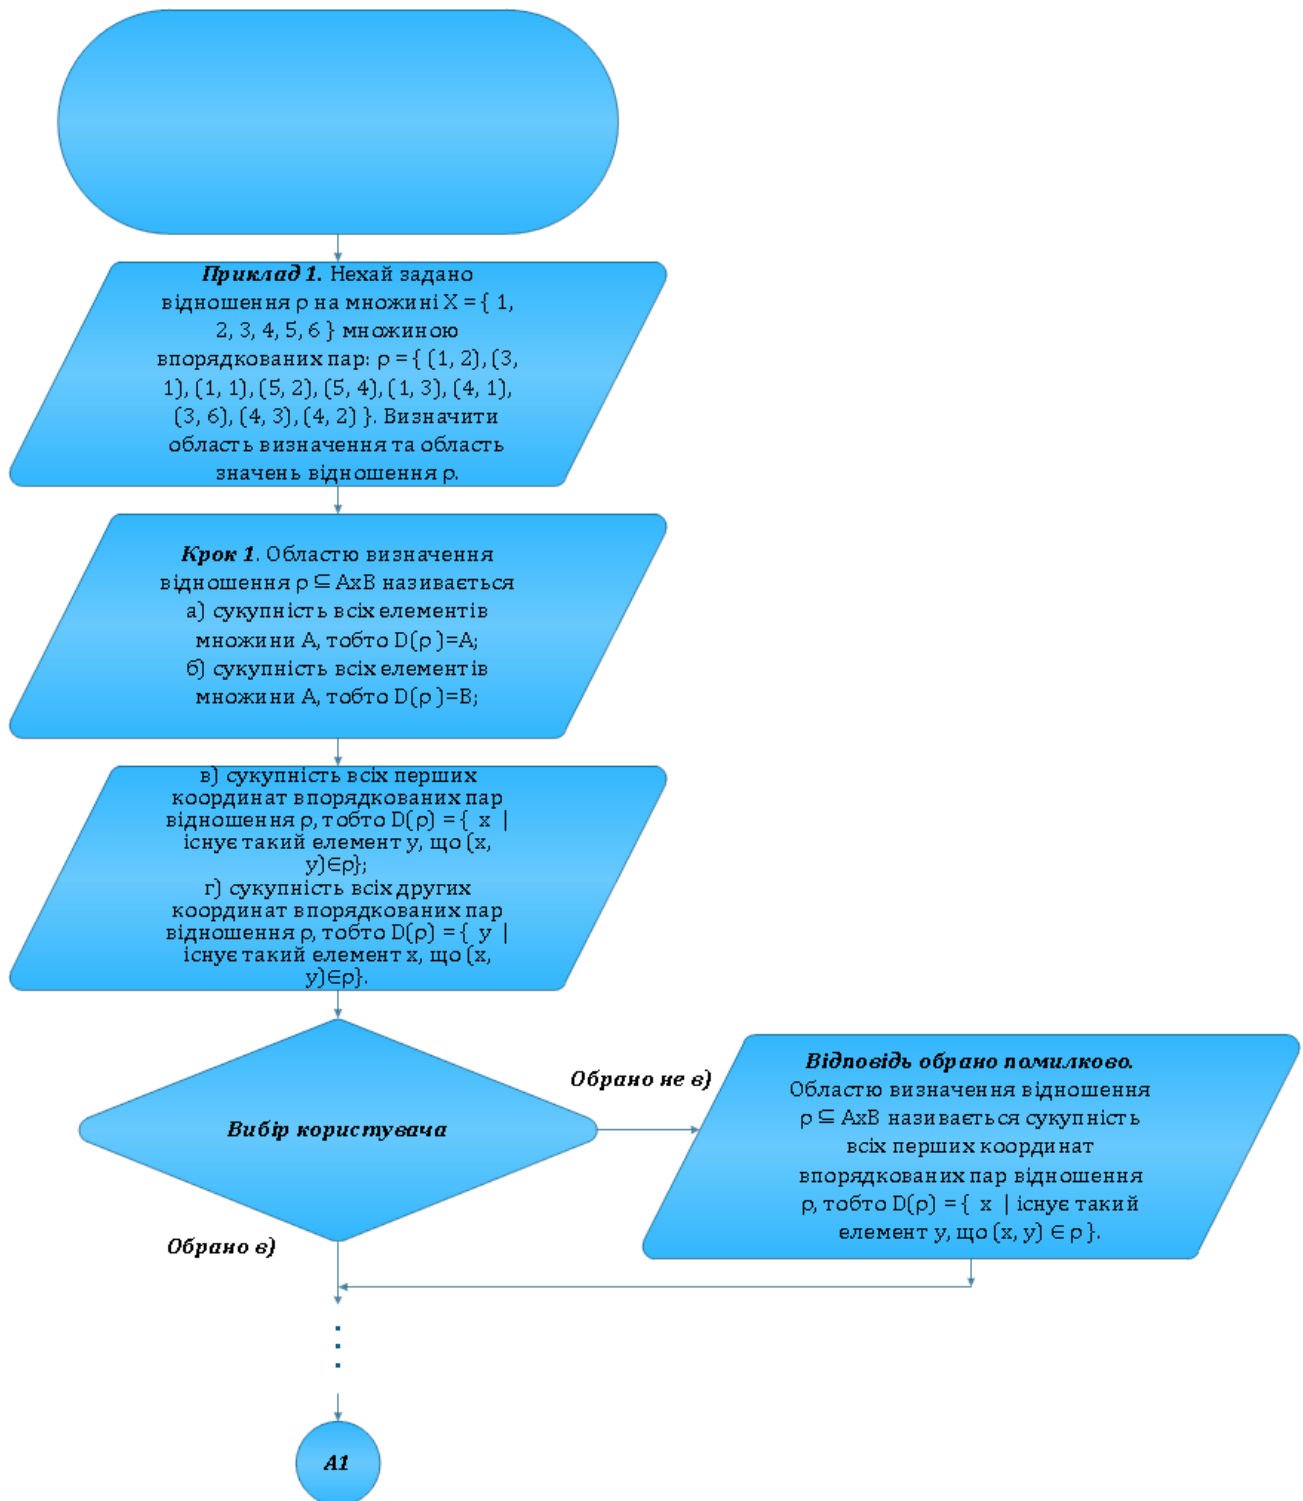 Приклад 1. Нехай задано
відношення ρ на множині X = { 1,
2, 3, 4, 5, 6 } множиною
впорядкованих пар: ρ = { (1, 2), (3,
1), (1, 1), (5, 2), (5, 4), (1, 3), (4, 1),
(3, 6), (4, 3), (4, 2) }. Визначити
область визначення та область
значень відношення ρ.
Крок 1. Областю визначення
відношення ρ ⊆ AxB називається
а) сукупність всіх елементів
множини A, тобто D(ρ )=A;
б) сукупність всіх елементів
множини A, тобто D(ρ )=B;
в) сукупність всіх перших
координат впорядкованих пар
відношення ρ, тобто D(ρ) = { x |
існує такий елемент y, що (x,
y)∈ρ};
г) сукупність всіх других
координат впорядкованих пар
відношення ρ, тобто D(ρ) = { y |
існує такий елемент x, що (x,
y)∈ρ}.
Вибір користувача
Обрано не в)
Відповідь обрано помилково.
Областю визначення відношення
ρ ⊆ AxB називається сукупність
всіх перших координат
впорядкованих пар відношення
ρ, тобто D(ρ) = { x | існує такий
елемент y, що (x, y) ∈ ρ }.
Обрано в)
A1